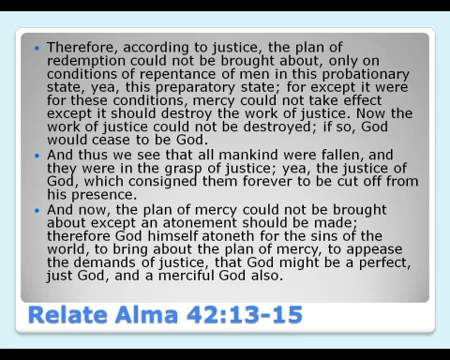 • Therefore, according to justice, the plan of
redemption could not be brought about, only on
conditions of repentance of men in this probationary
state, yea, this preparatory state; for except it were
for these conditions, mercy could not take effect
except it should destroy the work of justice. Now the
work of justice could not be destroyed; if so, God
would cease to be God.
• And thus we see that all mankind were fallen, and
they were in the grasp of justice; yea, the justice of
God, which consigned them forever to be cut off from
his presence.
• And now, the plan of mercy could not be brought
about except an atonement should be made;
therefore God himself atoneth for the sins of the
world, to bring about the plan of mercy, to appease
the demands of justice, that God might be a perfect,
just God, and a merciful God also.
Relate Alma 42:13-15